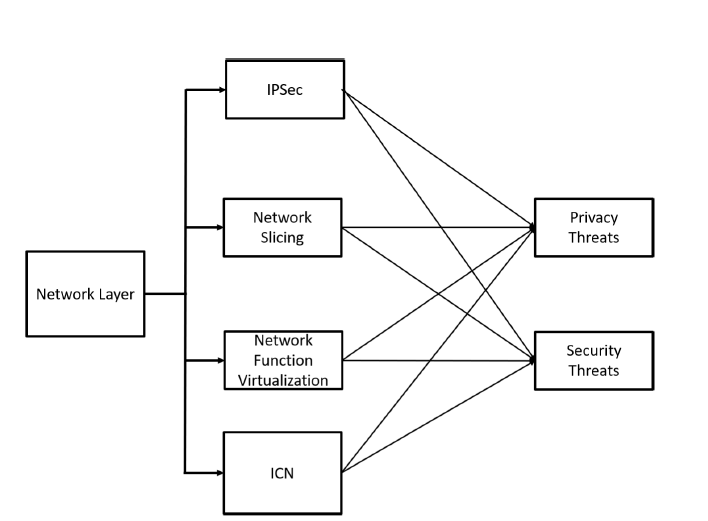 IPSec
Network
Slicing
Privacy
Threats
Network Layer
Network
Function
Virtualization
Security
Threats
ICN